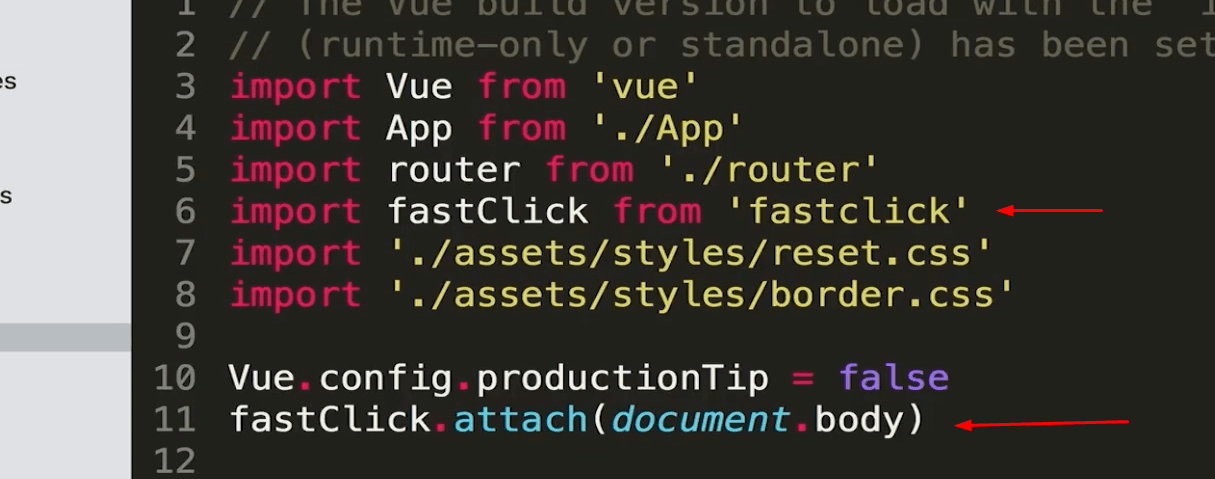 es
s
1 // The Vue build version to load with the
2 // (runtime-only or standalone) has been set
3 import Vue from 'vue'
4 import App from './App'
5 import router from './router'
6 import fastClick from 'fastclick'
7 import './assets/styles/reset.css'
8 import './assets/styles/border.css'
9
10 Vue.config.productionTip = false
11 fastClick.attach(document.body)
12